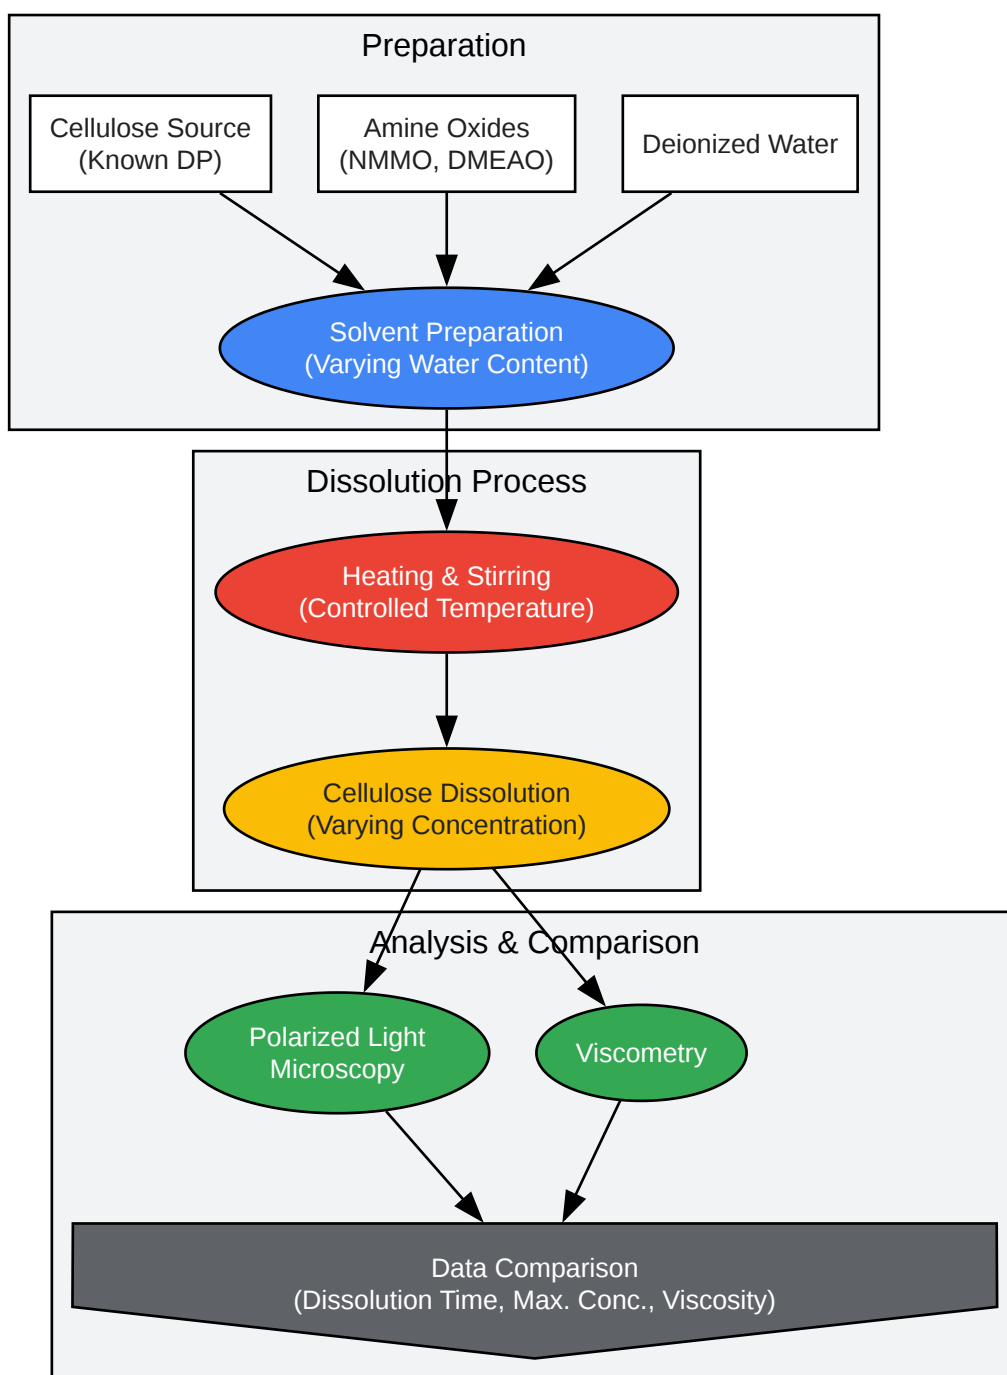 Preparation
Cellulose Source
(Known DP)
Amine Oxides
(NMMO, DMEAO)
Deionized Water
Solvent Preparation
(Varying Water Content)
Dissolution Process
Heating & Stirring
(Controlled Temperature)
Cellulose Dissolution
(Varying Concentration)
Analysis & Comparison
Polarized Light
Microscopy
Viscometry
Data Comparison
(Dissolution Time, Max. Conc., Viscosity)